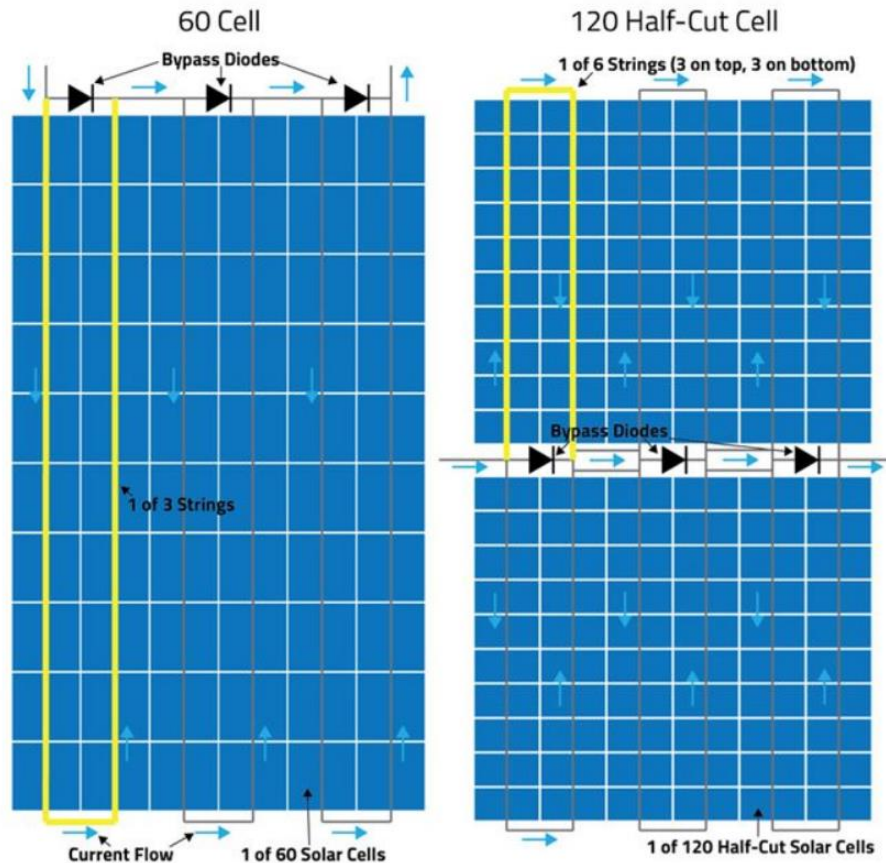 60 Cell
Bypass Diodes
1 of 3 Strings
Current Flow
1 of 60 Solar Cells
120 Half-Cut Cell
1 of 6 Strings (3 on top, 3 on bottom)
Bypass Diodes
1 of 120 Half-Cut Solar Cells